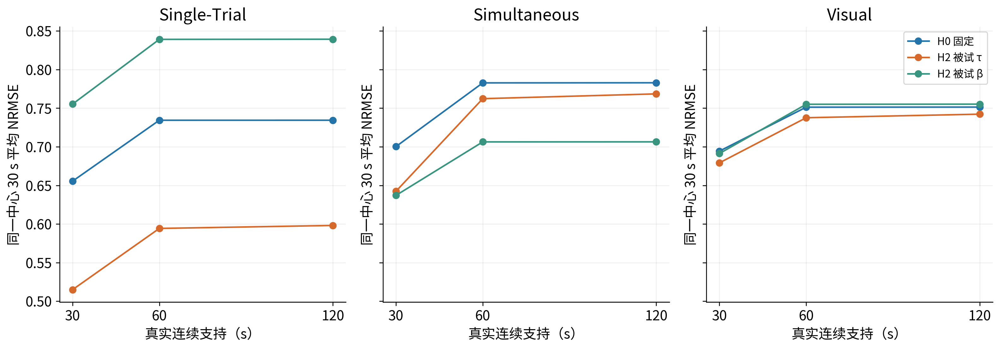 Single-Trial
同一中心 30 s 平均 NRMSE
0.85
0.80
0.75
0.70
0.65
0.60
0.55
0.50
30
60
120
真实连续支持（s）
Simultaneous
同一中心 30 s 平均 NRMSE
30
60
120
真实连续支持（s）
Visual
同一中心 30 s 平均 NRMSE
H0 固定
H2 被试 τ
H2 被试 β
30
60
120
真实连续支持（s）